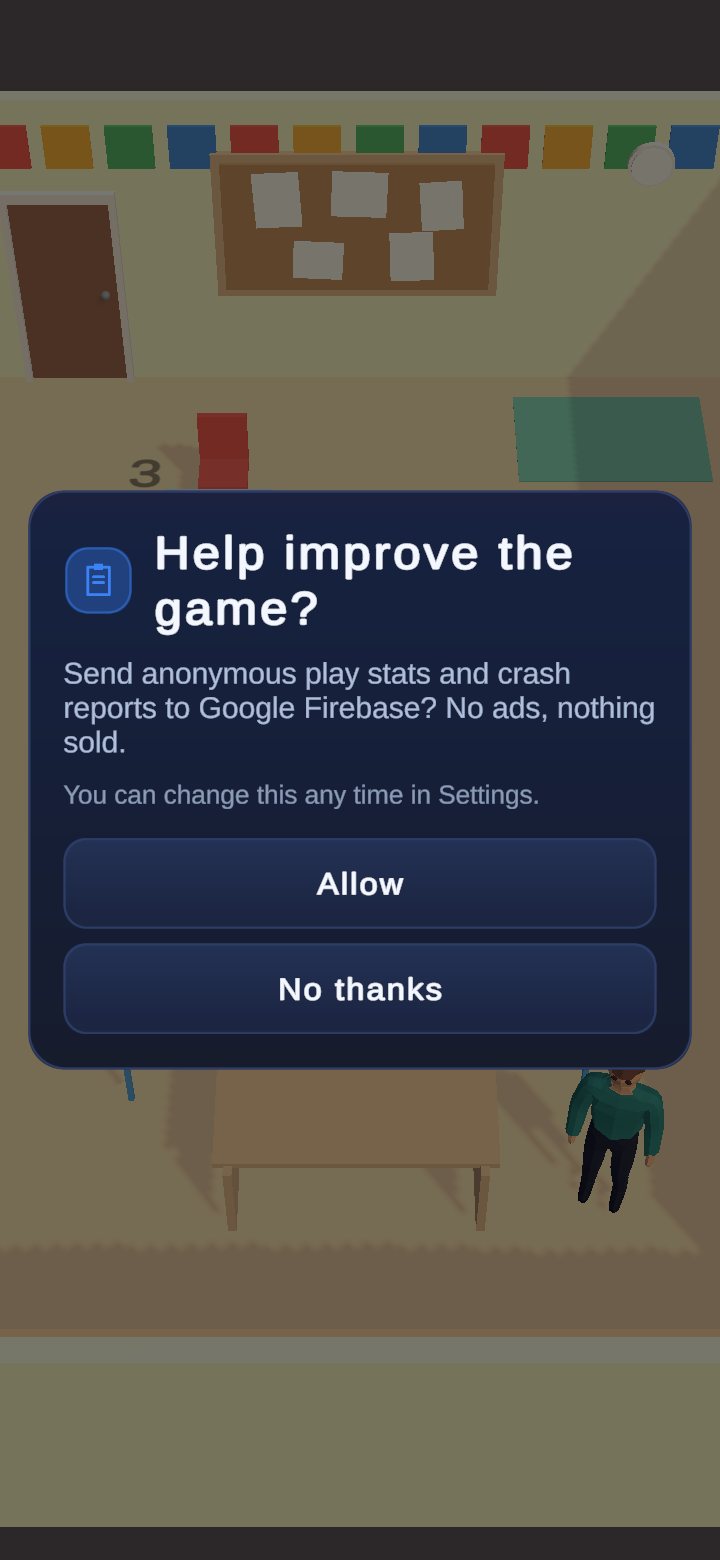 3
Help improve the
game?
Send anonymous play stats and crash
reports to Google Firebase? No ads, nothing
sold.
You can change this any time in Settings.
Allow
No thanks